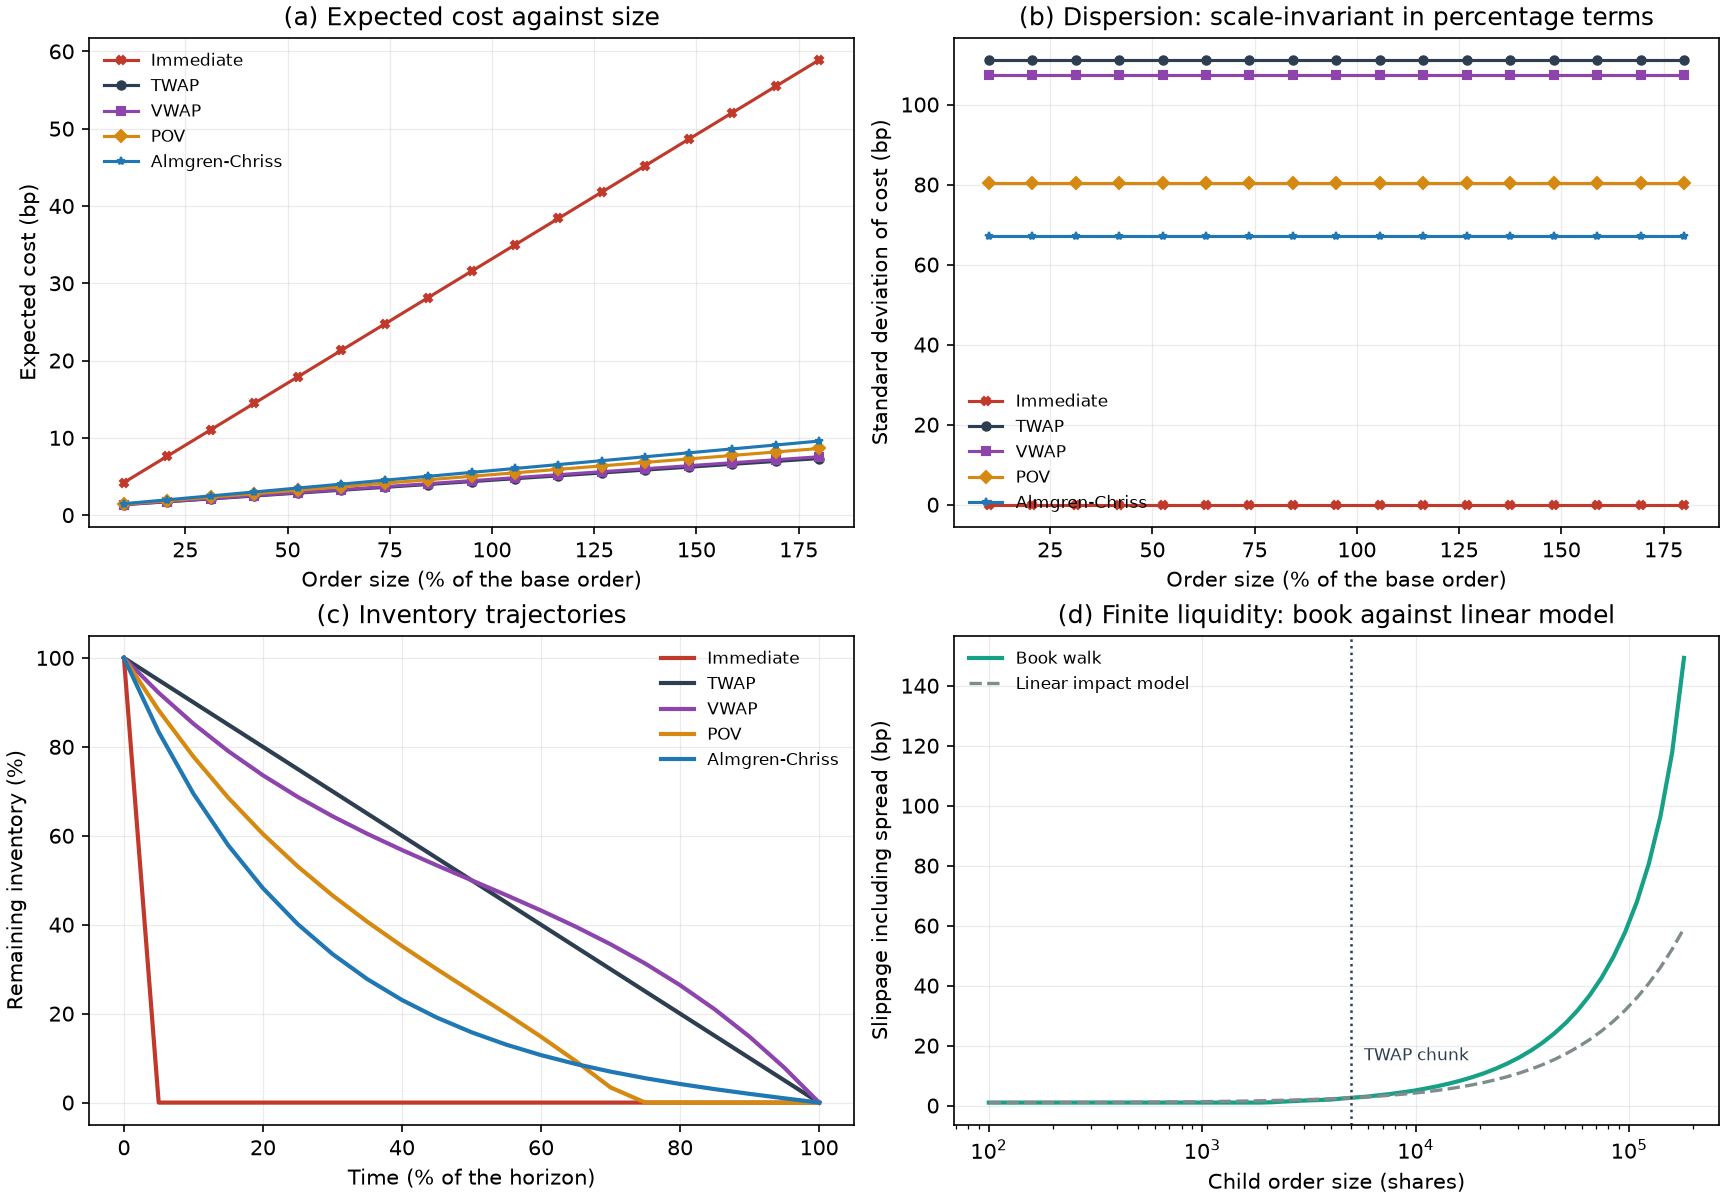 (a) Expected cost against size
Expected cost (bp)
60
50
40
30
20
10
0
Immediate
TWAP
VWAP
POV
Almgren-Chriss
25 50 75 100 125 150 175
Order size (% of the base order)
(b) Dispersion: scale-invariant in percentage terms
Standard deviation of cost (bp)
100
80
60
40
20
0
Immediate
TWAP
VWAP
POV
Almgren-Chriss
25 50 75 100 125 150 175
Order size (% of the base order)
(c) Inventory trajectories
Remaining inventory (%)
100
80
60
40
20
0
Immediate
TWAP
VWAP
POV
Almgren-Chriss
0 20 40 60 80 100
Time (% of the horizon)
(d) Finite liquidity: book against linear model
Slippage including spread (bp)
140
120
100
80
60
40
20
0
Book walk
Linear impact model
TWAP chunk
10² 10³ 10⁴ 10⁵
Child order size (shares)